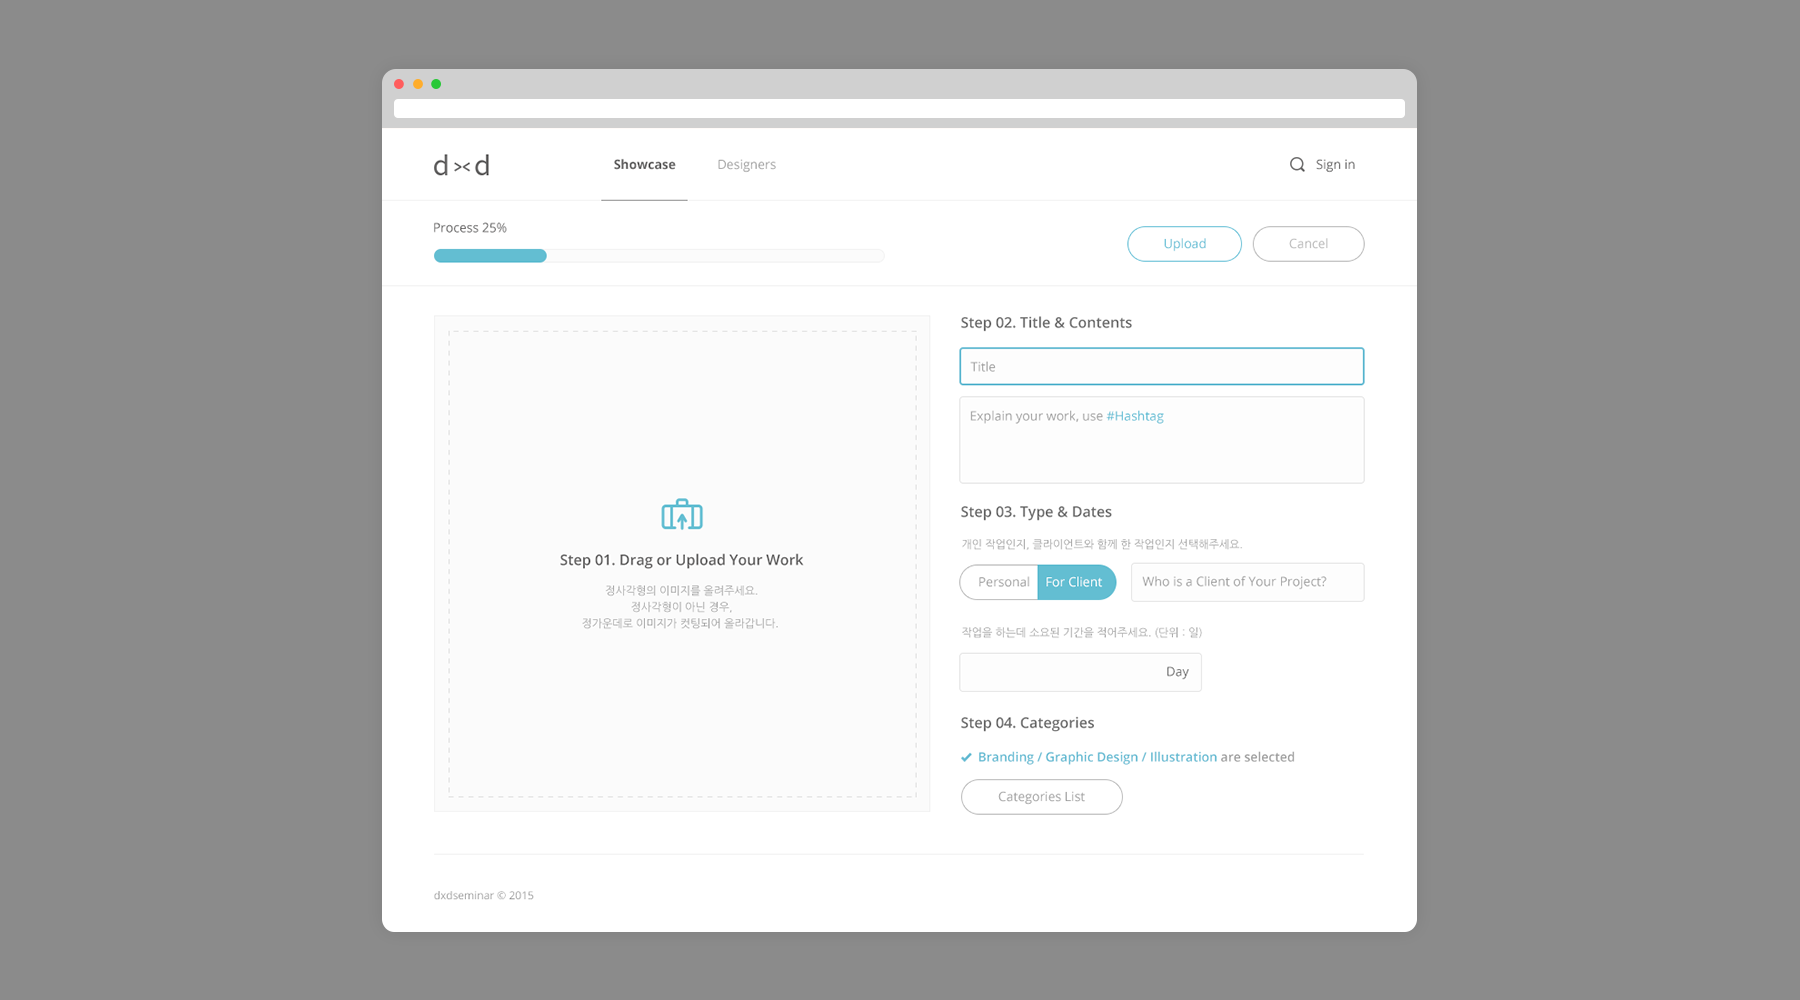 d><d
Showcase
Designers
Sign in
Process 25%
Upload
Cancel
Step 01. Drag or Upload Your Work
정사각형의 이미지를 올려주세요.
정사각형이 아닌 경우,
정가운데로 이미지가 컷팅되어 올라갑니다.
Step 02. Title & Contents
Title
Explain your work, use #Hashtag
Step 03. Type & Dates
개인 작업인지, 클라이언트와 함께 한 작업인지 선택해주세요.
Personal
For Client
Who is a Client of Your Project?
작업을 하는데 소요된 기간을 적어주세요. (단위 : 일)
Day
Step 04. Categories
Branding / Graphic Design / Illustration are selected
Categories List
dxdseminar © 2015